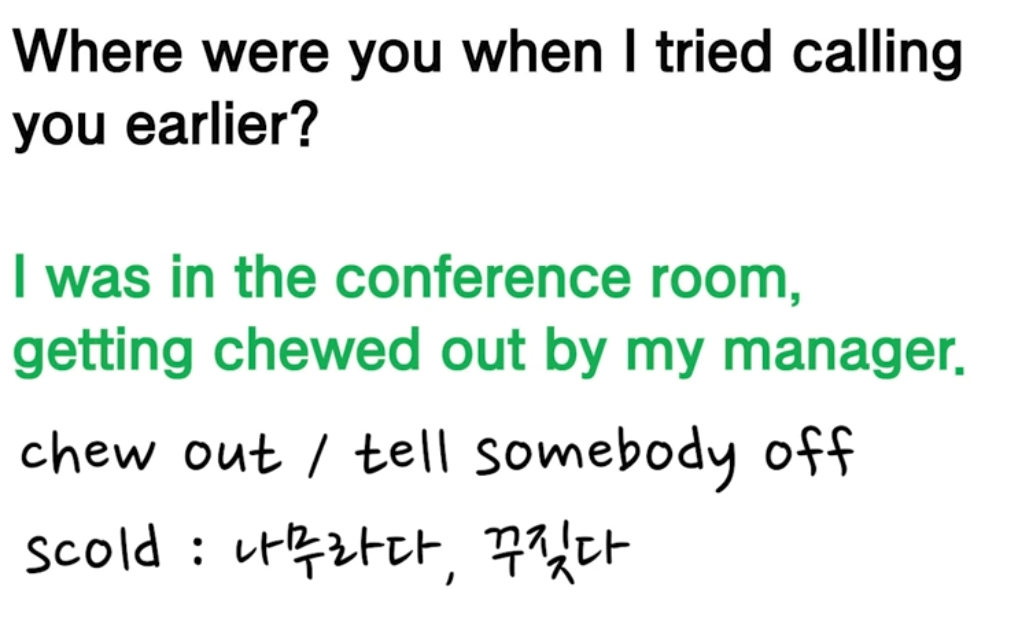 Where were you when I tried calling
you earlier?
I was in the conference room,
getting chewed out by my manager.
chew out / tell somebody off
scold : 나무라다, 꾸짖다